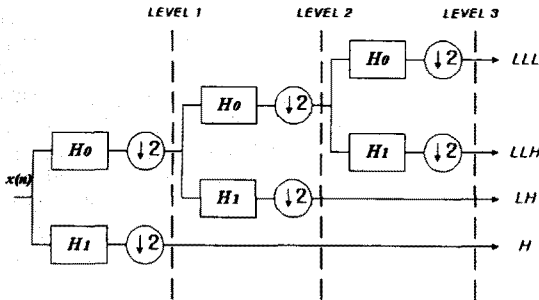 LEVEL 1 LEVEL 2 LEVEL 3
H0 ↓2 LLL
H0 ↓2
H0 ↓2 H1 ↓2 LLH
x(n)
H1 ↓2 LH
H1 ↓2 H